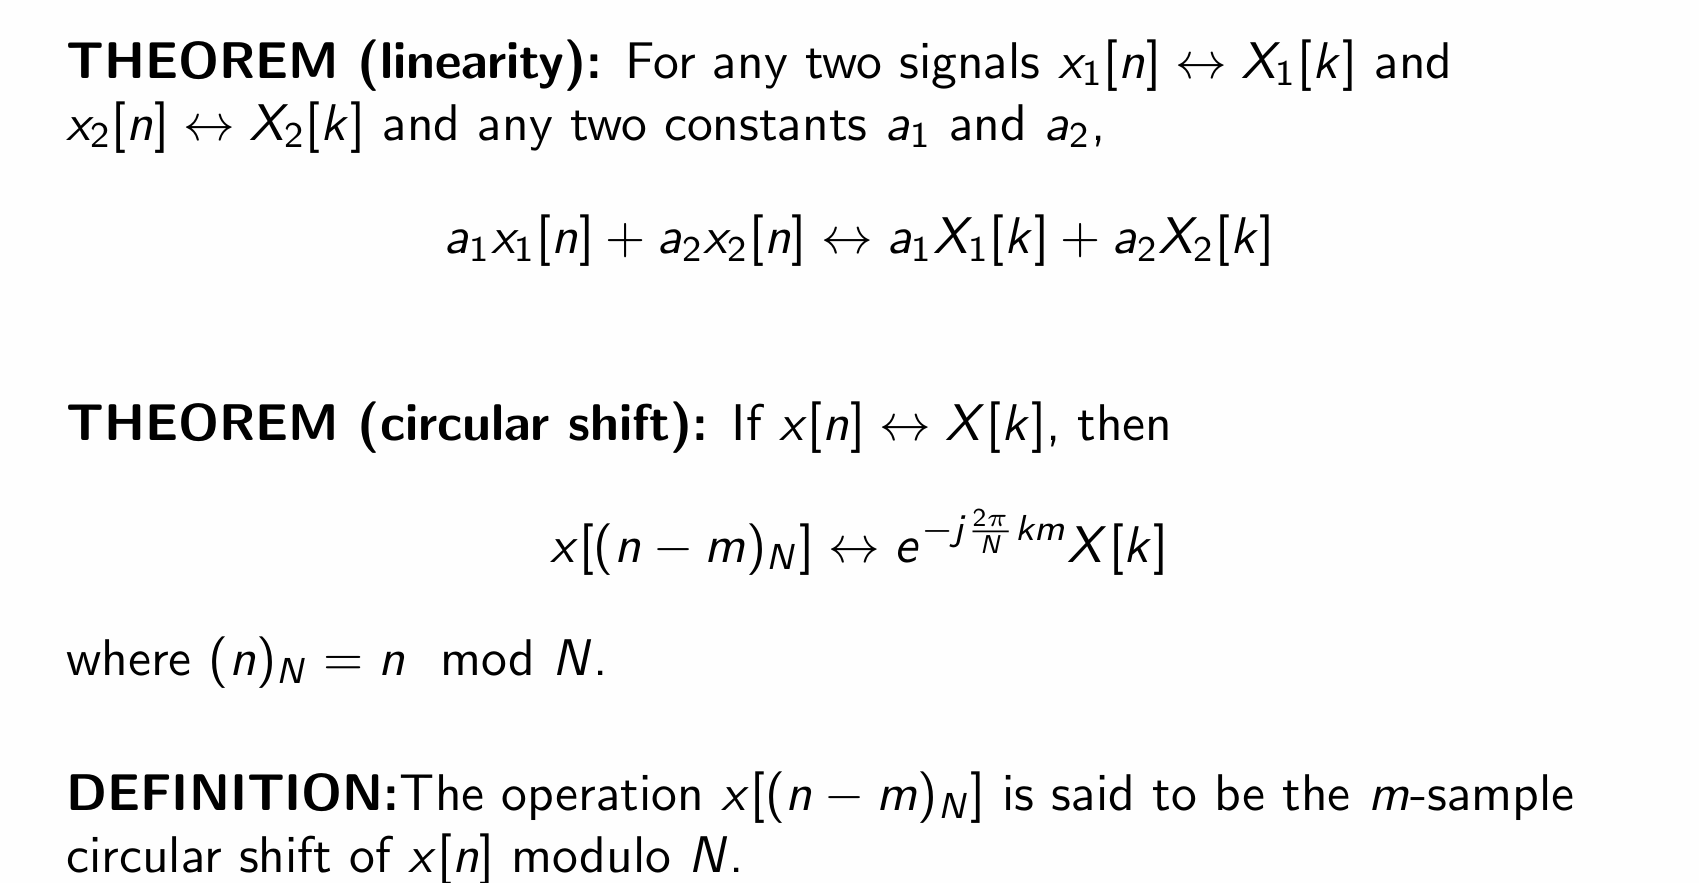 THEOREM (linearity): For any two signals x₁[n] ↔ X₁[k] and
x₂[n] ↔ X₂[k] and any two constants a₁ and a₂,
a₁x₁[n] + a₂x₂[n] ↔ a₁X₁[k] + a₂X₂[k]
THEOREM (circular shift): If x[n] ↔ X[k], then
x[(n − m)_N] ↔ e^{−j\frac{2π}{N}km}X[k]
where (n)_N = n mod N.
DEFINITION:The operation x[(n − m)_N] is said to be the m-sample
circular shift of x[n] modulo N.